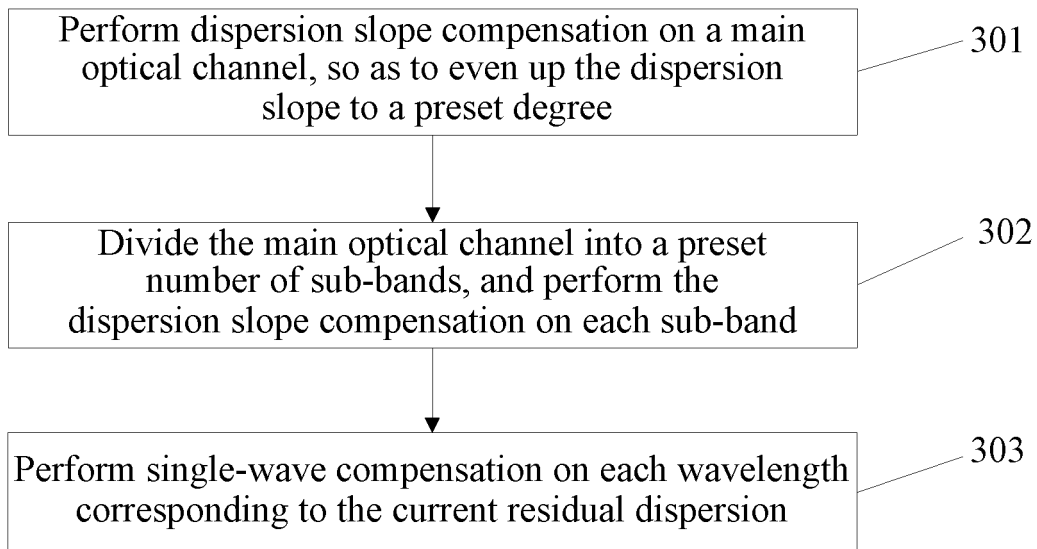 Perform dispersion slope compensation on a main
optical channel, so as to even up the dispersion
slope to a preset degree
301
Divide the main optical channel into a preset
number of sub-bands, and perform the
dispersion slope compensation on each sub-band
302
Perform single-wave compensation on each wavelength
corresponding to the current residual dispersion
303